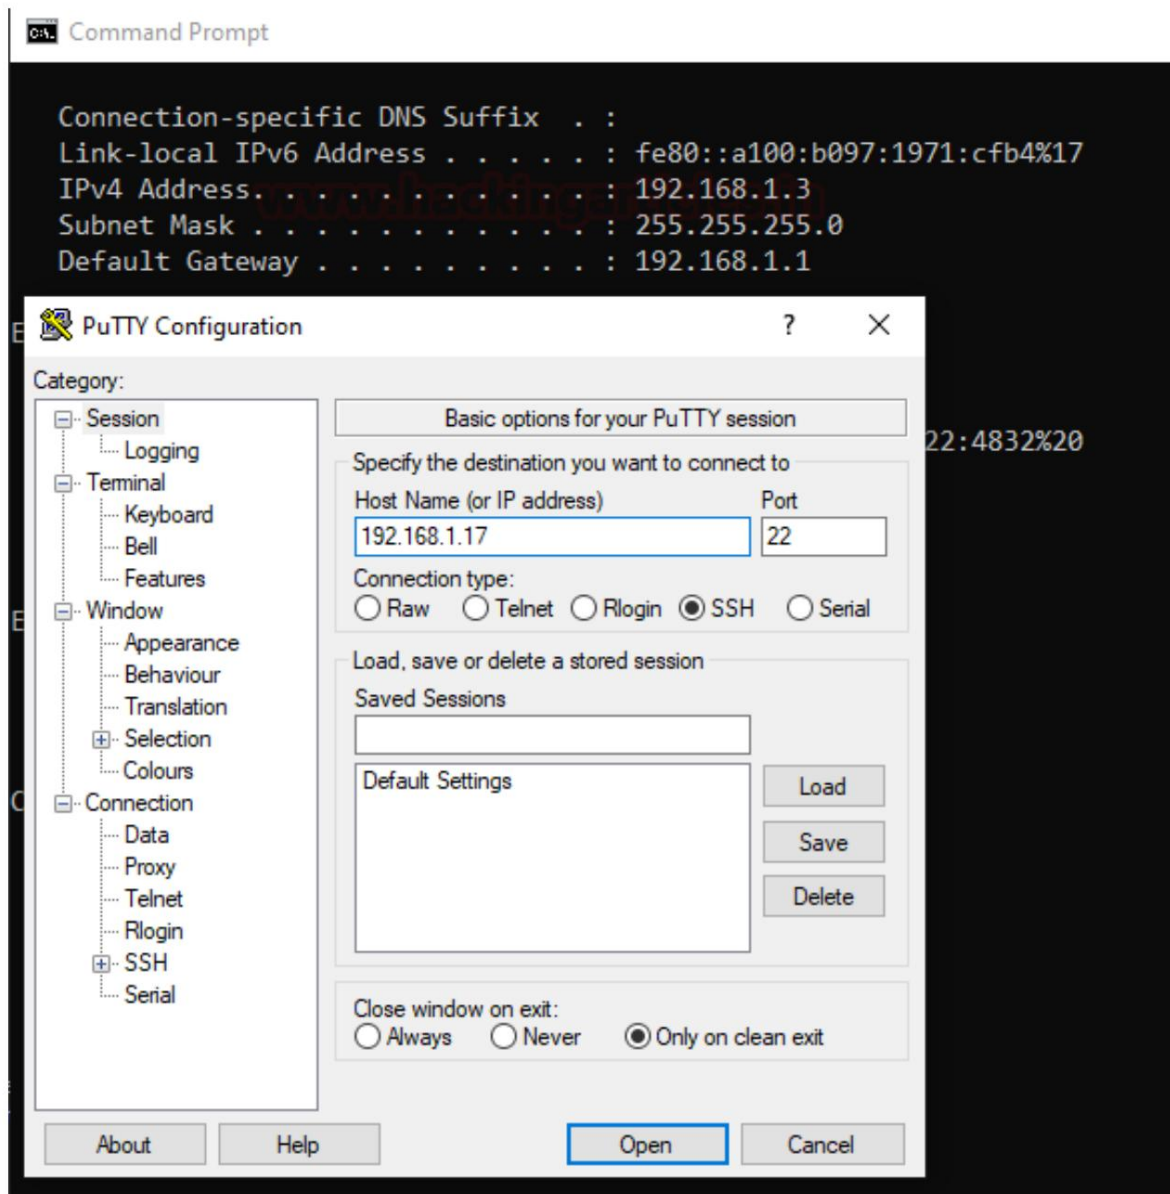 Command Prompt
Connection-specific DNS Suffix . :
Link-local IPv6 Address . . . . . : fe80::a100:b097:1971:cfb4%17
IPv4 Address. . . . . . . . . . . : 192.168.1.3
Subnet Mask . . . . . . . . . . . : 255.255.255.0
Default Gateway . . . . . . . . . : 192.168.1.1
PuTTY Configuration
Category:
Session
Logging
Terminal
Keyboard
Bell
Features
Window
Appearance
Behaviour
Translation
Selection
Colours
Connection
Data
Proxy
Telnet
Rlogin
SSH
Serial
Basic options for your PuTTY session
Specify the destination you want to connect to
Host Name (or IP address) Port
192.168.1.17 22
Connection type:
Raw Telnet Rlogin SSH Serial
Load, save or delete a stored session
Saved Sessions
Default Settings
Load
Save
Delete
Close window on exit:
Always Never Only on clean exit
About Help Open Cancel
22:4832%20